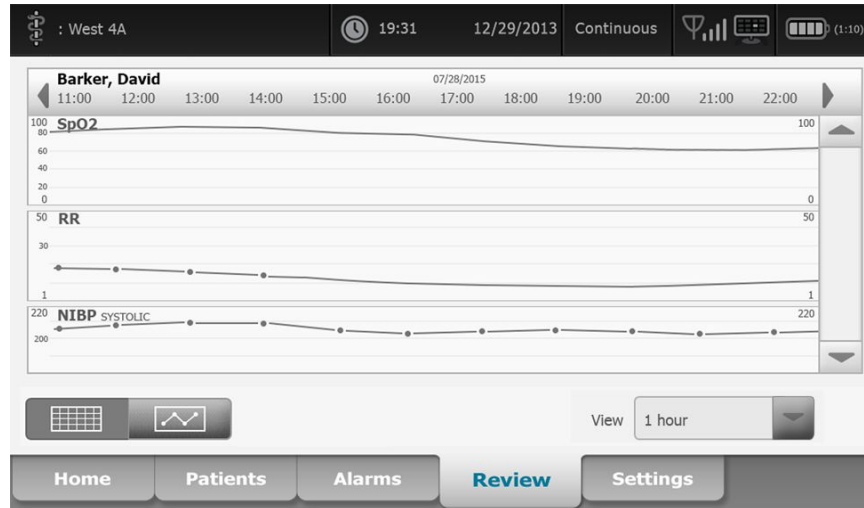 : West 4A 19:31 12/29/2013 Continuous (1:10)
Barker, David 07/28/2015
11:00 12:00 13:00 14:00 15:00 16:00 17:00 18:00 19:00 20:00 21:00 22:00
100 SpO2 100
80
60
40
20
0 0
50 RR 50
30
1 1
220 NIBP SYSTOLIC 220
200
View 1 hour
Home Patients Alarms Review Settings